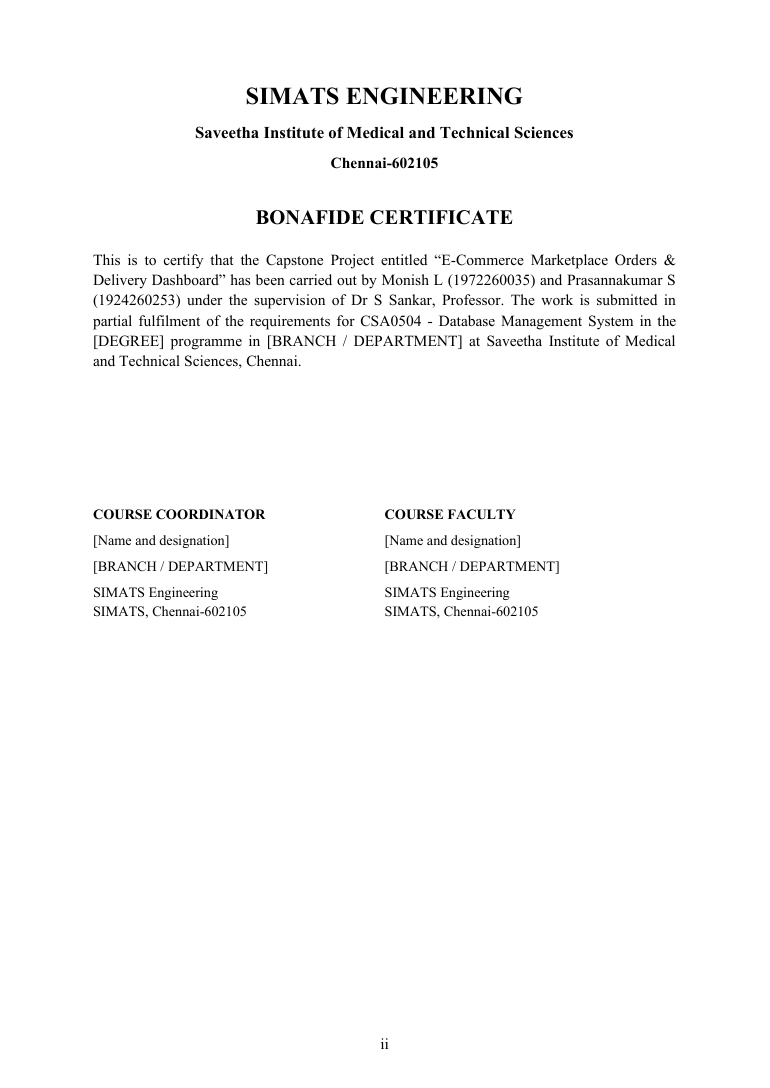 SIMATS ENGINEERING
Saveetha Institute of Medical and Technical Sciences
Chennai-602105
BONAFIDE CERTIFICATE
This is to certify that the Capstone Project entitled “E-Commerce Marketplace Orders &
Delivery Dashboard” has been carried out by Monish L (1972260035) and Prasannakumar S
(1924260253) under the supervision of Dr S Sankar, Professor. The work is submitted in
partial fulfilment of the requirements for CSA0504 - Database Management System in the
[DEGREE] programme in [BRANCH / DEPARTMENT] at Saveetha Institute of Medical
and Technical Sciences, Chennai.
COURSE COORDINATOR
[Name and designation]
[BRANCH / DEPARTMENT]
SIMATS Engineering
SIMATS, Chennai-602105
COURSE FACULTY
[Name and designation]
[BRANCH / DEPARTMENT]
SIMATS Engineering
SIMATS, Chennai-602105
ii